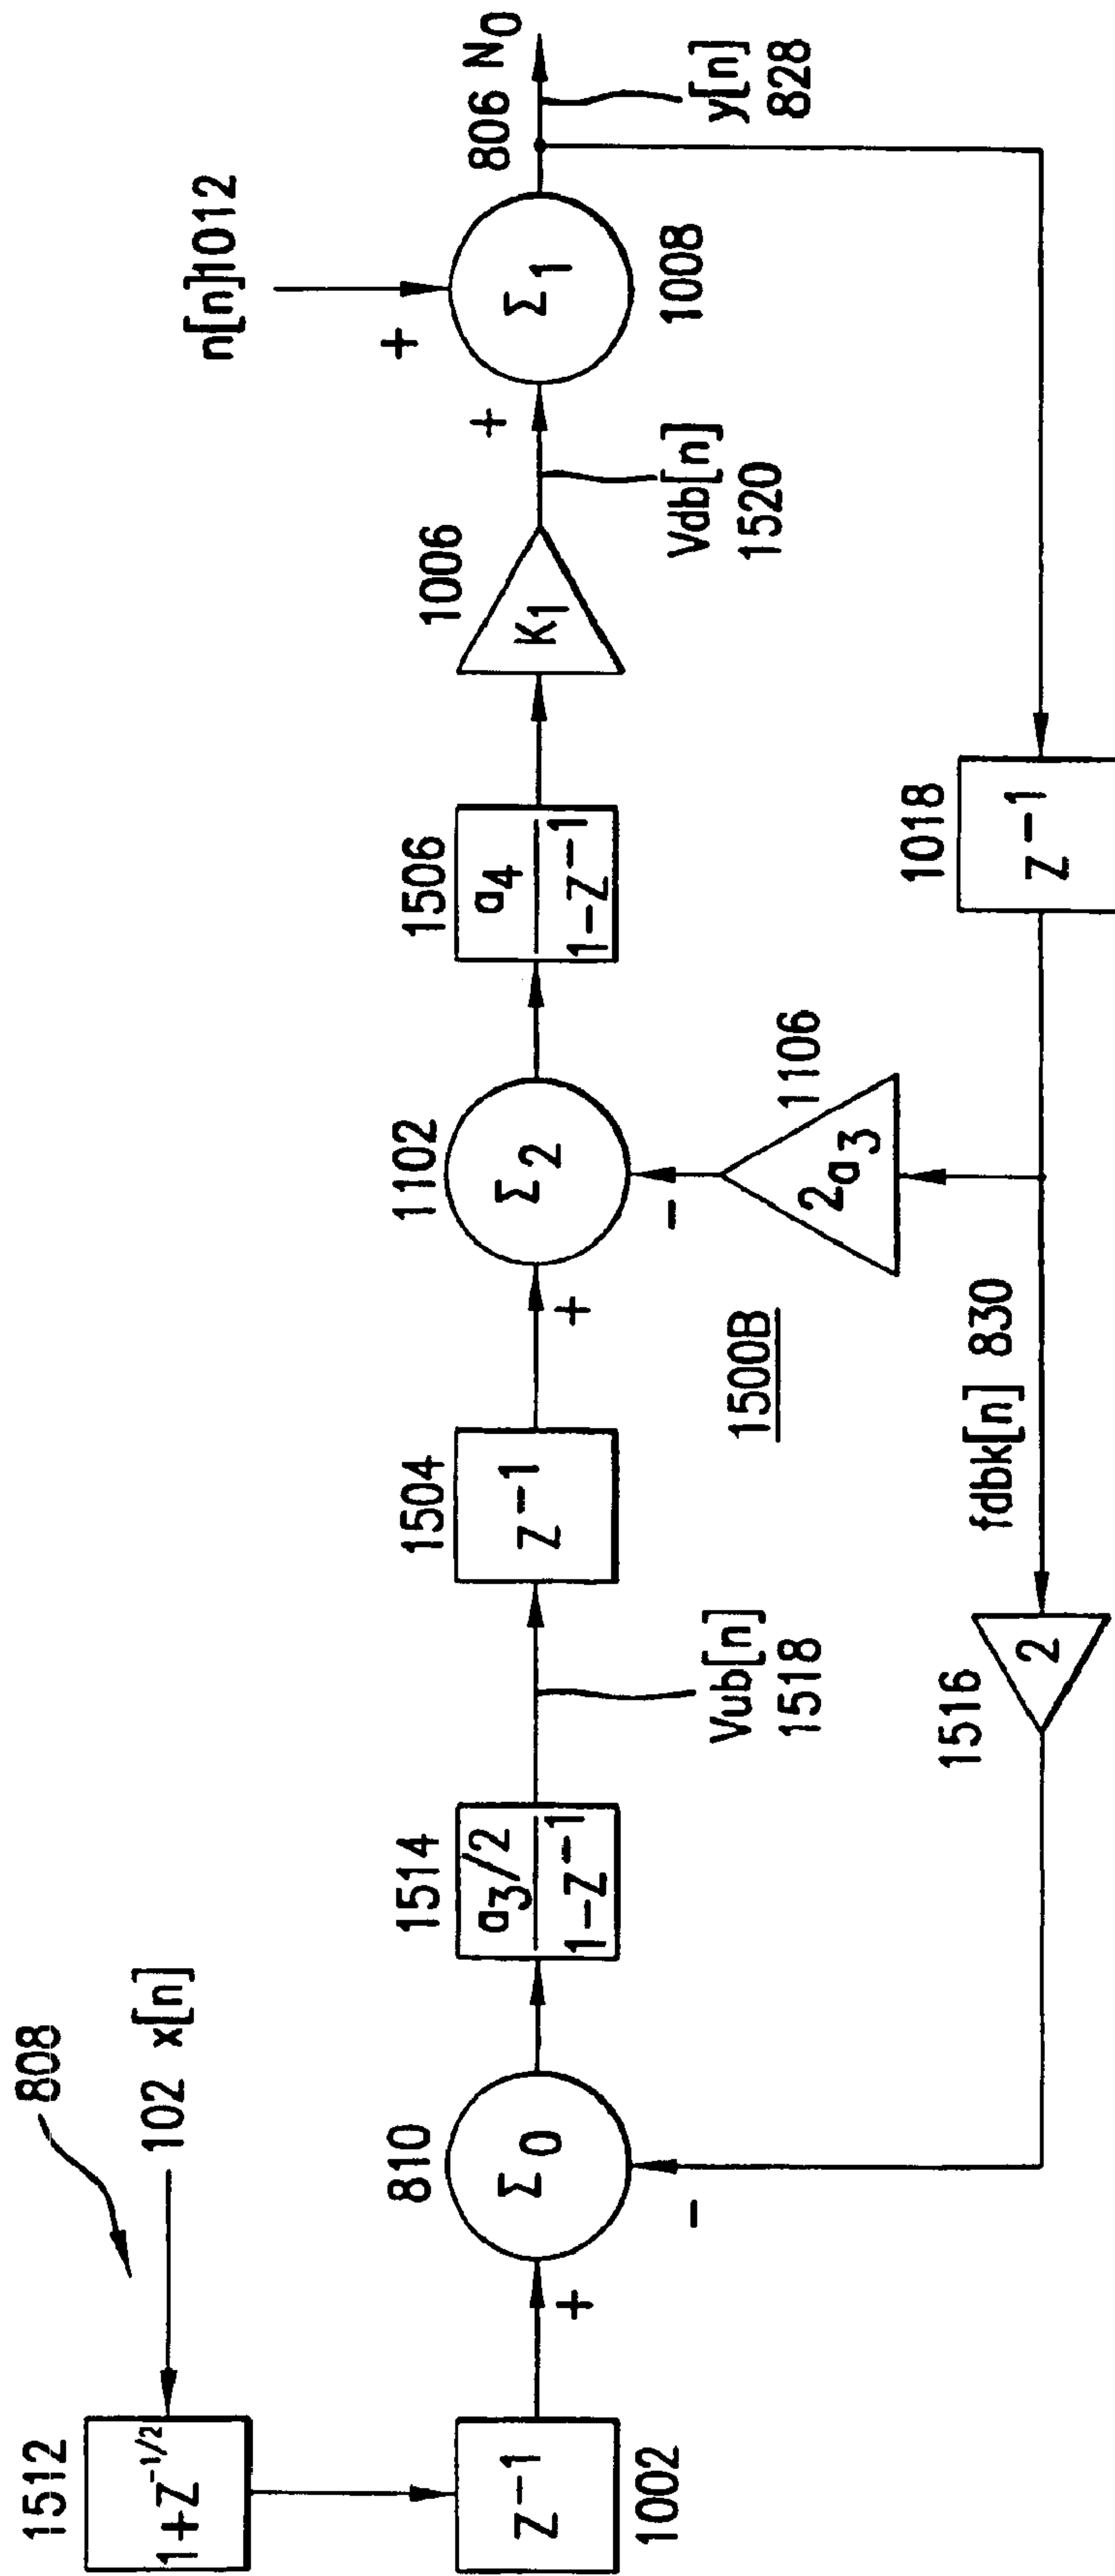 808
102 x[n]
1512
1+Z^{-1/2}
Z^{-1}
1002
810
Σ0
+
-
1514
a3/2
1-Z^{-1}
Vub[n]
1518
1504
Z^{-1}
1102
Σ2
+
-
1106
2a3
1500B
1506
a4
1-Z^{-1}
1006
K1
Vdb[n]
1520
n[n]1012
+
+
Σ1
1008
806 N0
y[n]
828
1018
Z^{-1}
fdbk[n] 830
1516
2